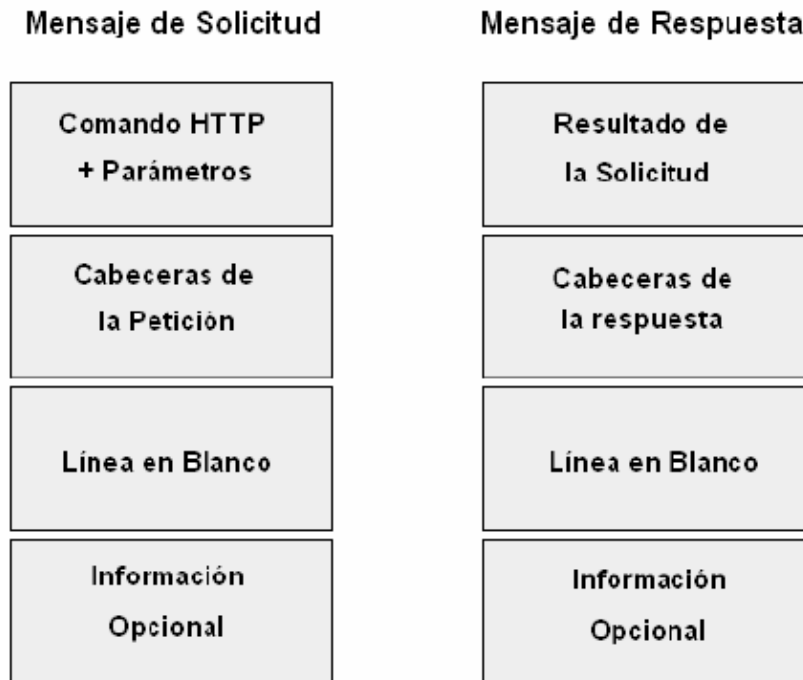 Mensaje de Solicitud
Comando HTTP
+ Parámetros
Cabeceras de
la Petición
Línea en Blanco
Información
Opcional
Mensaje de Respuesta
Resultado de
la Solicitud
Cabeceras de
la respuesta
Línea en Blanco
Información
Opcional